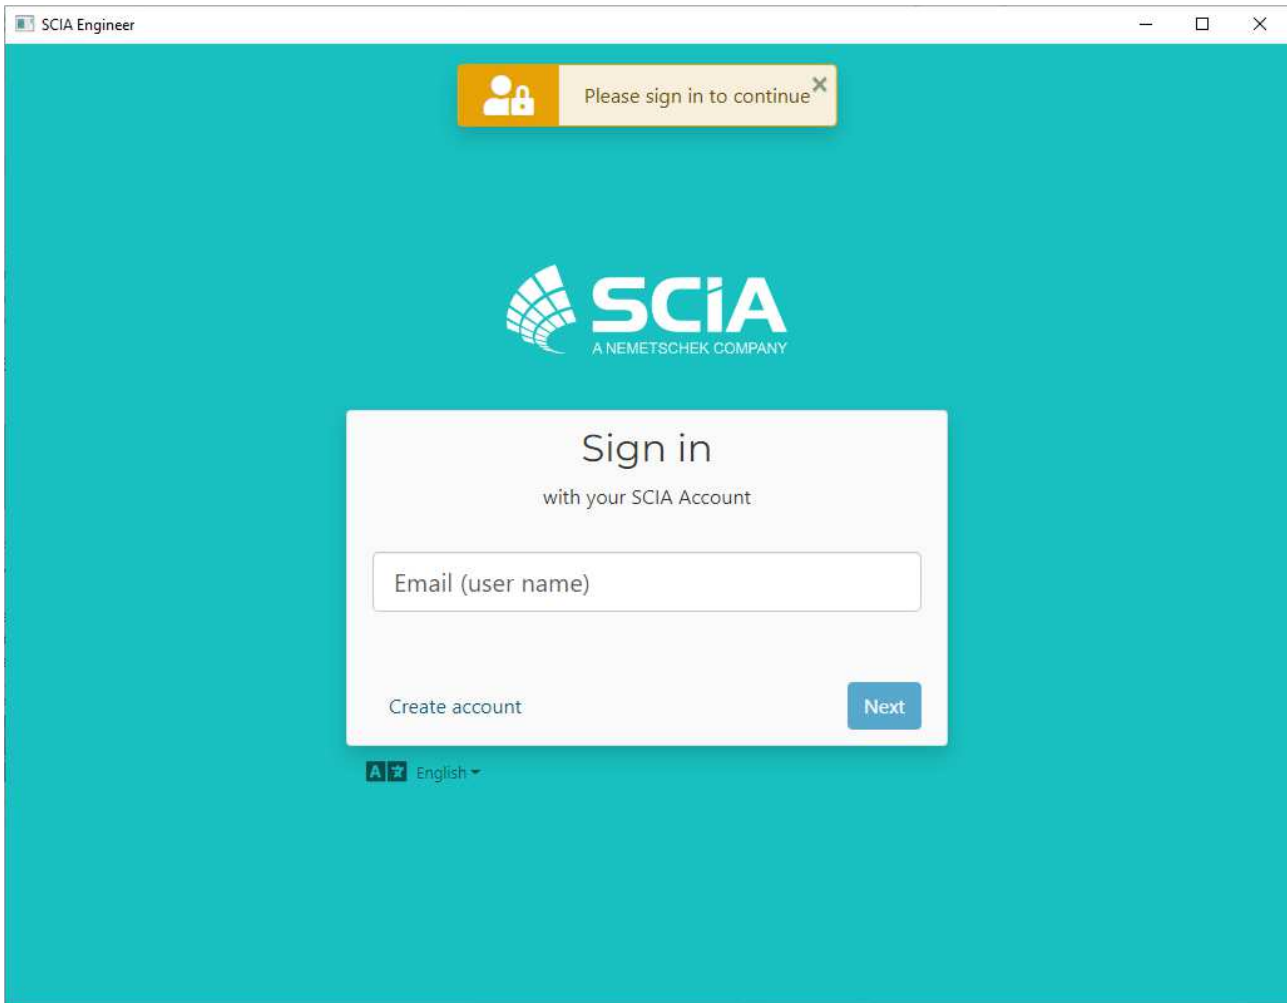 SCIA Engineer
Please sign in to continue
SCiA
A NEMETSCHEK COMPANY
Sign in
with your SCIA Account
Email (user name)
Create account
Next
English